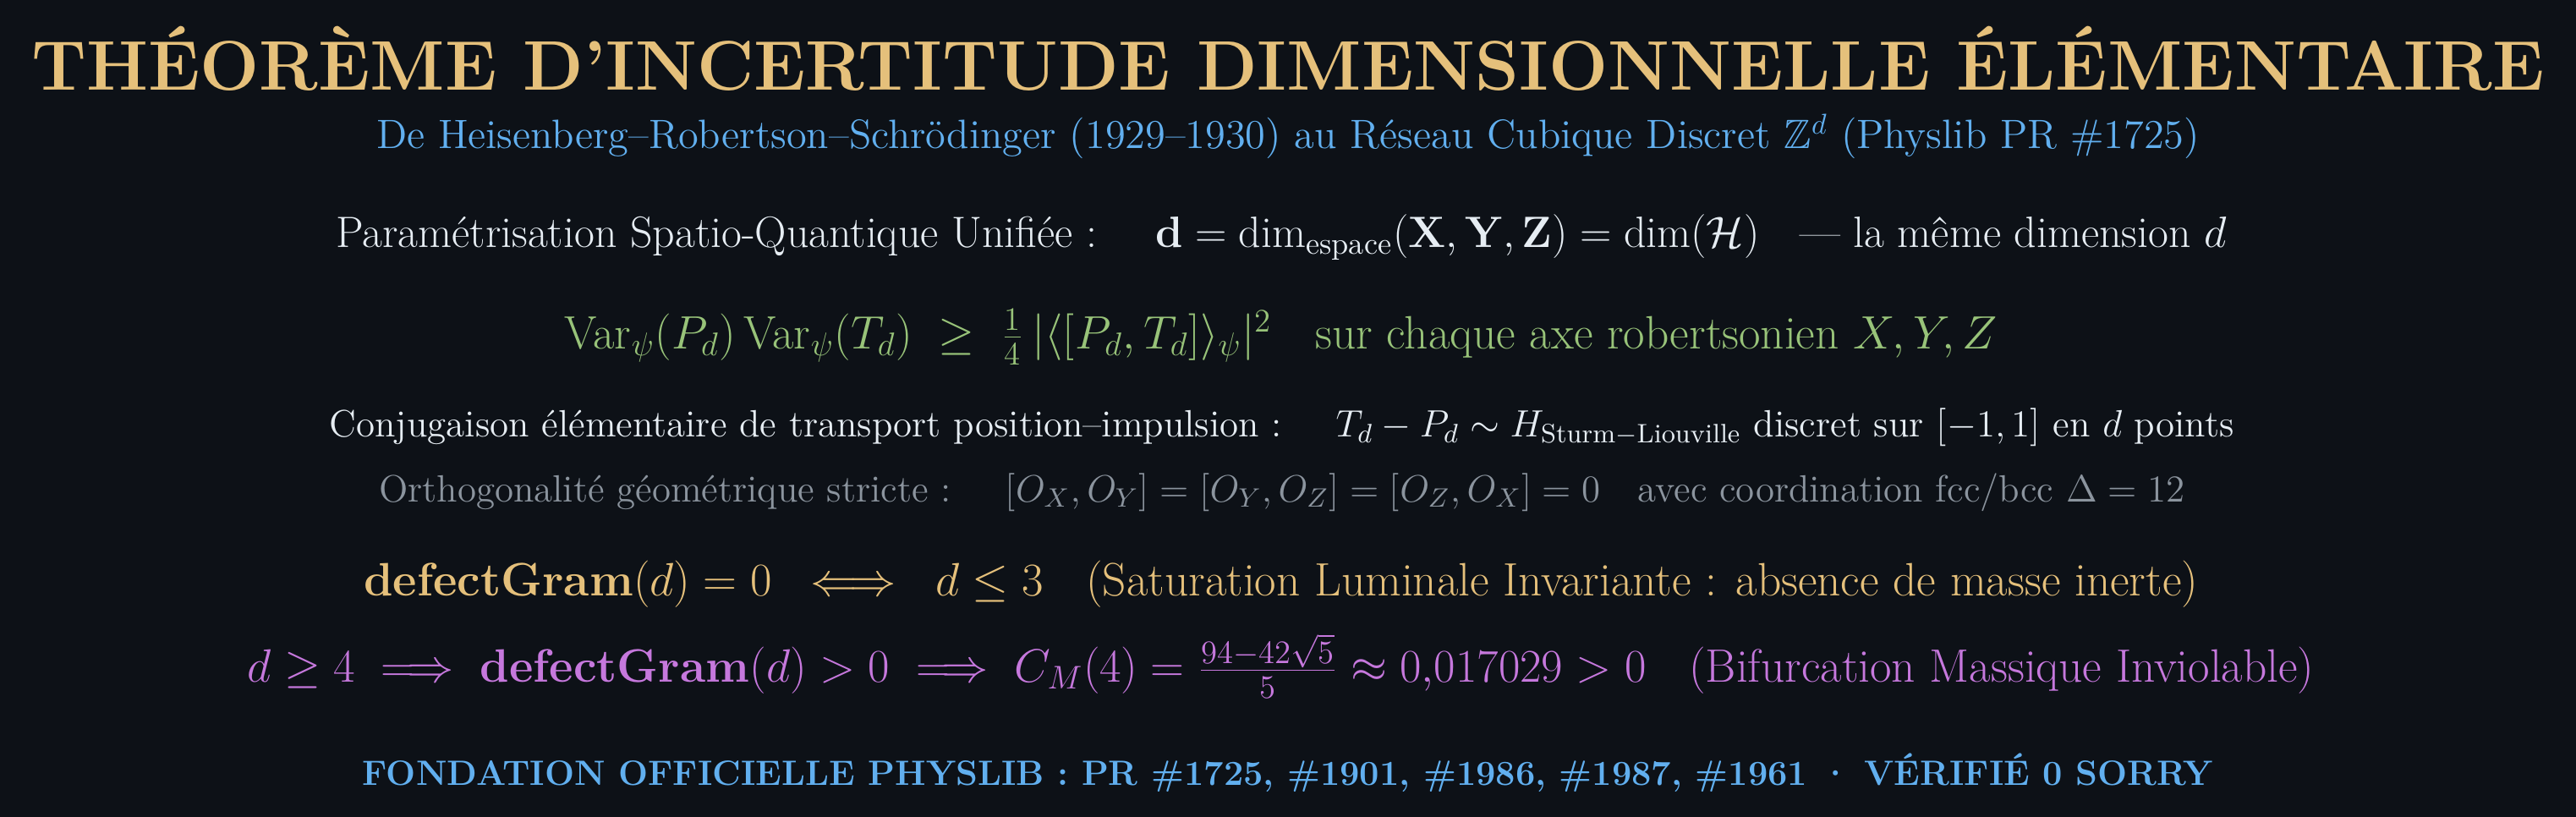 THÉORÈME D'INCERTITUDE DIMENSIONNELLE ÉLÉMENTAIRE
De Heisenberg–Robertson–Schrödinger (1929–1930) au Réseau Cubique Discret ℤ^d (Physlib PR #1725)
Paramétrisation Spatio-Quantique Unifiée : d = dim_espace(X, Y, Z) = dim(ℋ) — la même dimension d
Var_ψ(P_d) Var_ψ(T_d) ≥ 1/4 |⟨[P_d, T_d]⟩_ψ|² sur chaque axe robertsonien X, Y, Z
Conjugaison élémentaire de transport position–impulsion : T_d − P_d ∼ H_Sturm−Liouville discret sur [−1, 1] en d points
Orthogonalité géométrique stricte : [O_X, O_Y] = [O_Y, O_Z] = [O_Z, O_X] = 0 avec coordination fcc/bcc Δ = 12
defectGram(d) = 0 ⟺ d ≤ 3 (Saturation Luminale Invariante : absence de masse inerte)
d ≥ 4 ⟹ defectGram(d) > 0 ⟹ C_M(4) = (94−42√5)/5 ≈ 0,017029 > 0 (Bifurcation Massique Inviolable)
FONDATION OFFICIELLE PHYSLIB : PR #1725, #1901, #1986, #1987, #1961 · VÉRIFIÉ 0 SORRY